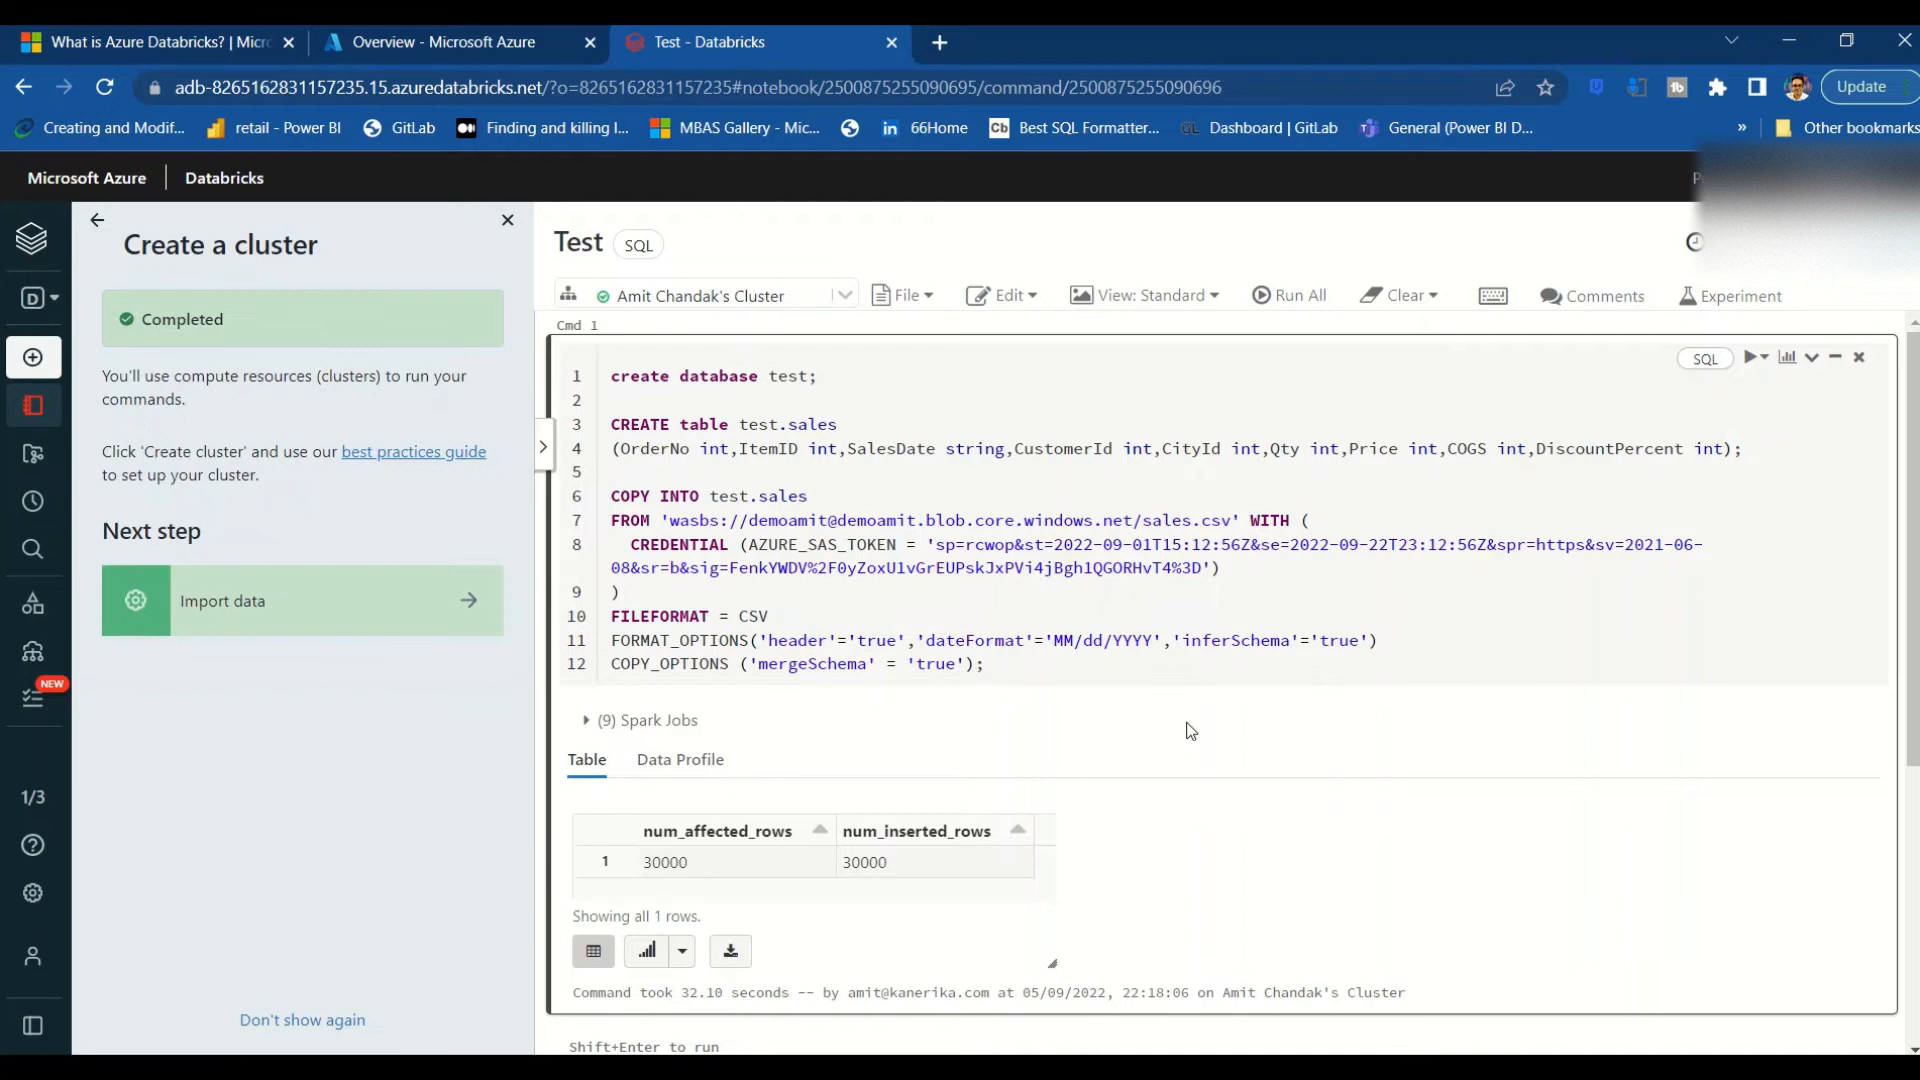 What is Azure Databricks? | Micr
Overview - Microsoft Azure
Test - Databricks
adb-8265162831157235.15.azuredatabricks.net/?o=8265162831157235#notebook/2500875255090695/command/2500875255090696
Update
Creating and Modif...
retail - Power BI
GitLab
Finding and killing l...
MBAS Gallery - Mic...
66Home
Cb
Best SQL Formatter...
GL
Dashboard | GitLab
General (Power BI D...
»
Other bookmarks
Microsoft Azure
Databricks
Create a cluster
Completed
You'll use compute resources (clusters) to run your
commands.
Click 'Create cluster' and use our best practices guide
to set up your cluster.
Next step
Import data
Don't show again
D
NEW
1/3
Test
SQL
Amit Chandak's Cluster
File
Edit
View: Standard
Run All
Clear
Comments
Experiment
Cmd 1
SQL
1 create database test;
2
3 CREATE table test.sales
4 (OrderNo int,ItemID int,SalesDate string,CustomerId int,CityId int,Qty int,Price int,COGS int,DiscountPercent int);
5
6 COPY INTO test.sales
7 FROM 'wasbs://demoamit@demoamit.blob.core.windows.net/sales.csv' WITH (
8 CREDENTIAL (AZURE_SAS_TOKEN = 'sp=rcwop&st=2022-09-01T15:12:56Z&se=2022-09-22T23:12:56Z&spr=https&sv=2021-06-
08&sr=b&sig=FenkYWDV%2F0yZoxU1vGrEUPskJxPVi4jBgh1QGORHvT4%3D')
9 )
10 FILEFORMAT = CSV
11 FORMAT_OPTIONS('header'='true','dateFormat'='MM/dd/YYYY','inferSchema'='true')
12 COPY_OPTIONS ('mergeSchema' = 'true');
(9) Spark Jobs
Table
Data Profile
num_affected_rows
num_inserted_rows
1 30000 30000
Showing all 1 rows.
Command took 32.10 seconds -- by amit@kanerika.com at 05/09/2022, 22:18:06 on Amit Chandak's Cluster
Shift+Enter to run